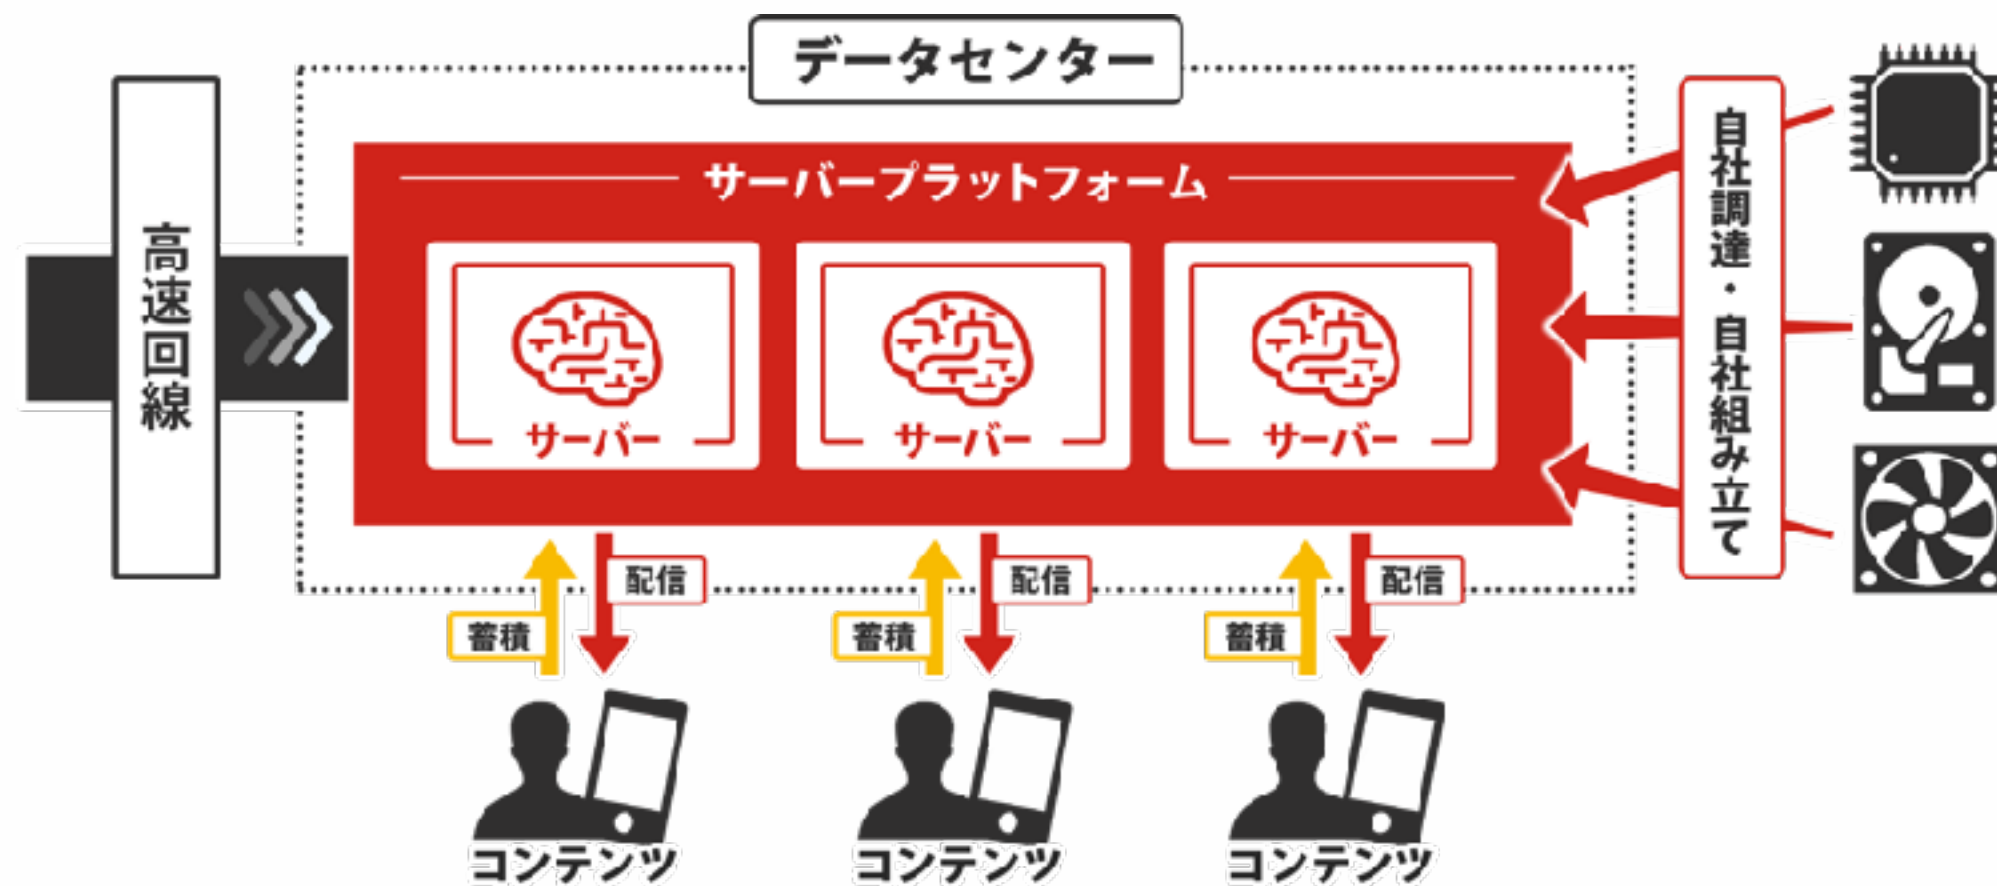 データセンター
高速回線
サーバープラットフォーム
自社調達・自社組み立て
サーバー
サーバー
サーバー
配信
配信
配信
蓄積
蓄積
蓄積
コンテンツ
コンテンツ
コンテンツ